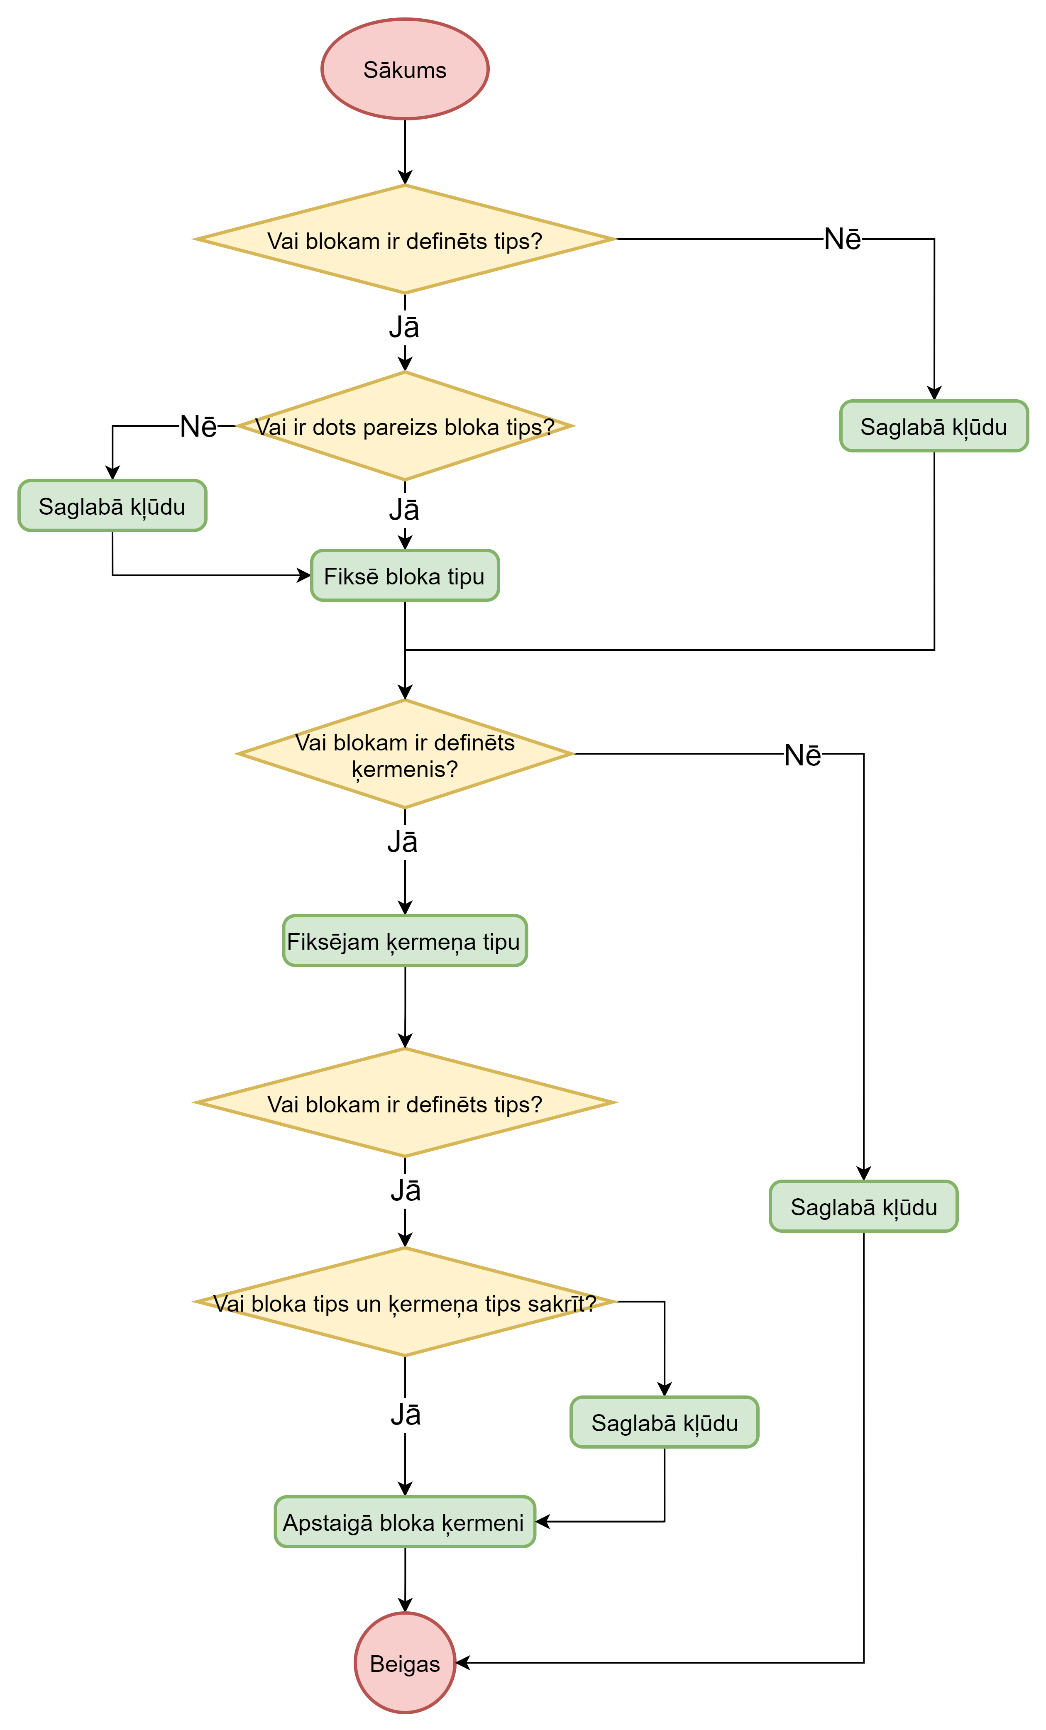 Sākums
Vai blokam ir definēts tips?
Nē
Jā
Vai ir dots pareizs bloka tips?
Nē
Saglabā kļūdu
Saglabā kļūdu
Jā
Fiksē bloka tipu
Vai blokam ir definēts
ķermenis?
Nē
Jā
Fiksējam ķermeņa tipu
Vai blokam ir definēts tips?
Jā
Saglabā kļūdu
Vai bloka tips un ķermeņa tips sakrīt?
Jā
Saglabā kļūdu
Apstaigā bloka ķermeni
Beigas